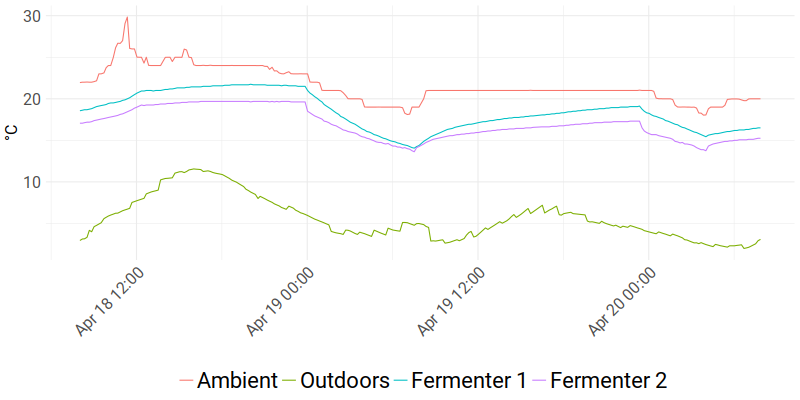 30
20
°C
10
Apr 18 12:00
Apr 19 00:00
Apr 19 12:00
Apr 20 00:00
Ambient Outdoors Fermenter 1 Fermenter 2